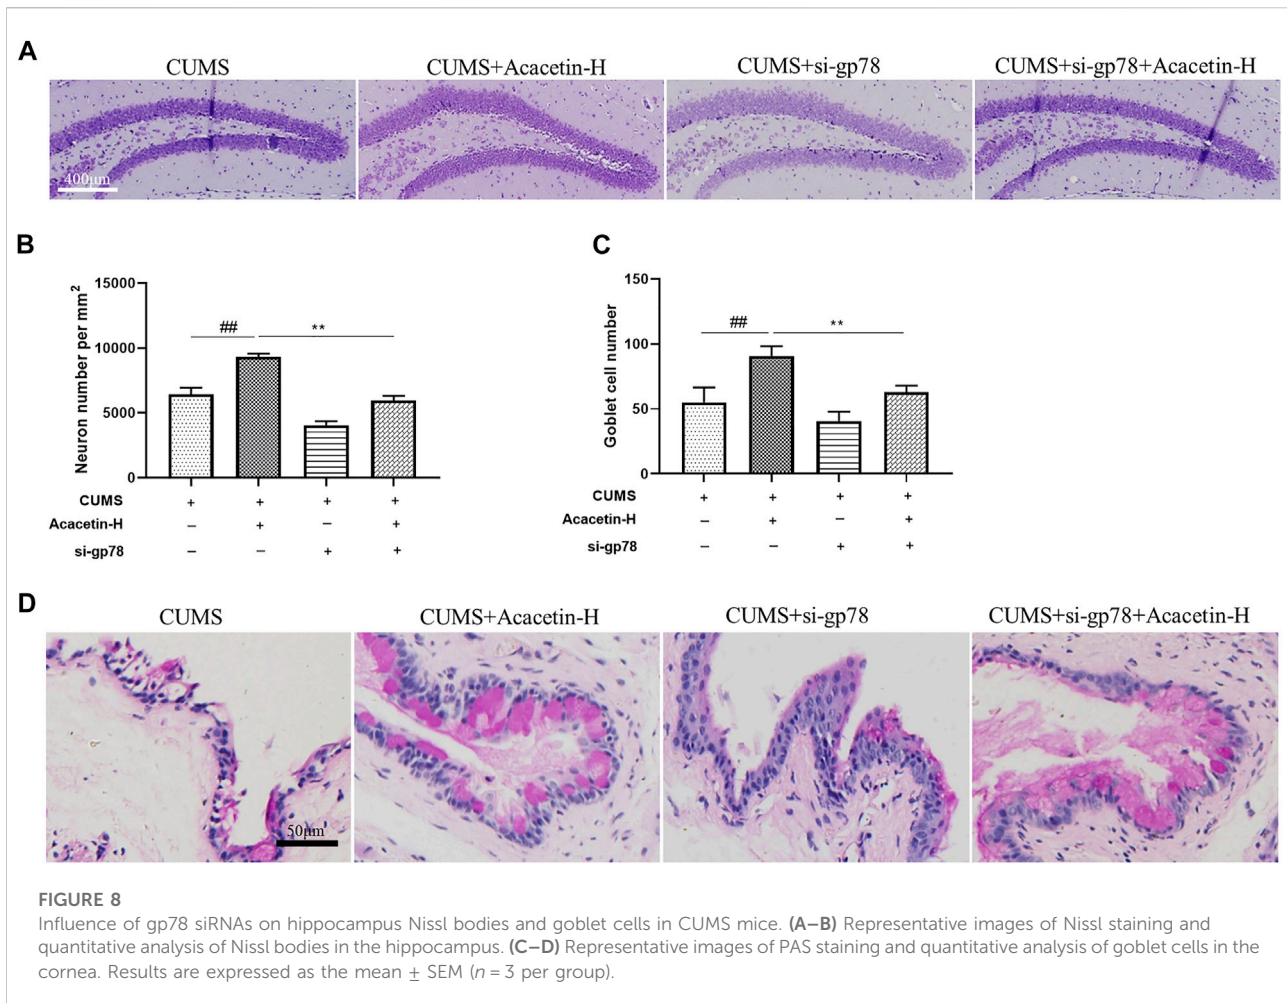 A
CUMS CUMS+Acacetin-H CUMS+si-gp78 CUMS+si-gp78+Acacetin-H
400μm
B
Neuron number per mm2
15000
10000
5000
0
## **
CUMS + + + +
Acacetin-H − + − +
si-gp78 − − + +
C
Goblet cell number
150
100
50
0
## **
CUMS + + + +
Acacetin-H − + − +
si-gp78 − − + +
D
CUMS CUMS+Acacetin-H CUMS+si-gp78 CUMS+si-gp78+Acacetin-H
50μm
FIGURE 8
Influence of gp78 siRNAs on hippocampus Nissl bodies and goblet cells in CUMS mice. (A–B) Representative images of Nissl staining and
quantitative analysis of Nissl bodies in the hippocampus. (C–D) Representative images of PAS staining and quantitative analysis of goblet cells in the
cornea. Results are expressed as the mean ± SEM (n = 3 per group).